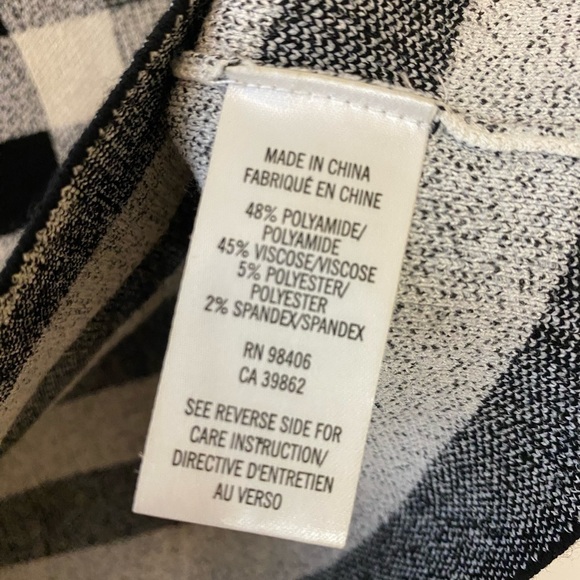 MADE IN CHINA
FABRIQUÉ EN CHINE
48% POLYAMIDE/
POLYAMIDE
45% VISCOSE/VISCOSE
5% POLYESTER/
POLYESTER
2% SPANDEX/SPANDEX
RN 98406
CA 39862
SEE REVERSE SIDE FOR
CARE INSTRUCTION/
DIRECTIVE D'ENTRETIEN
AU VERSO